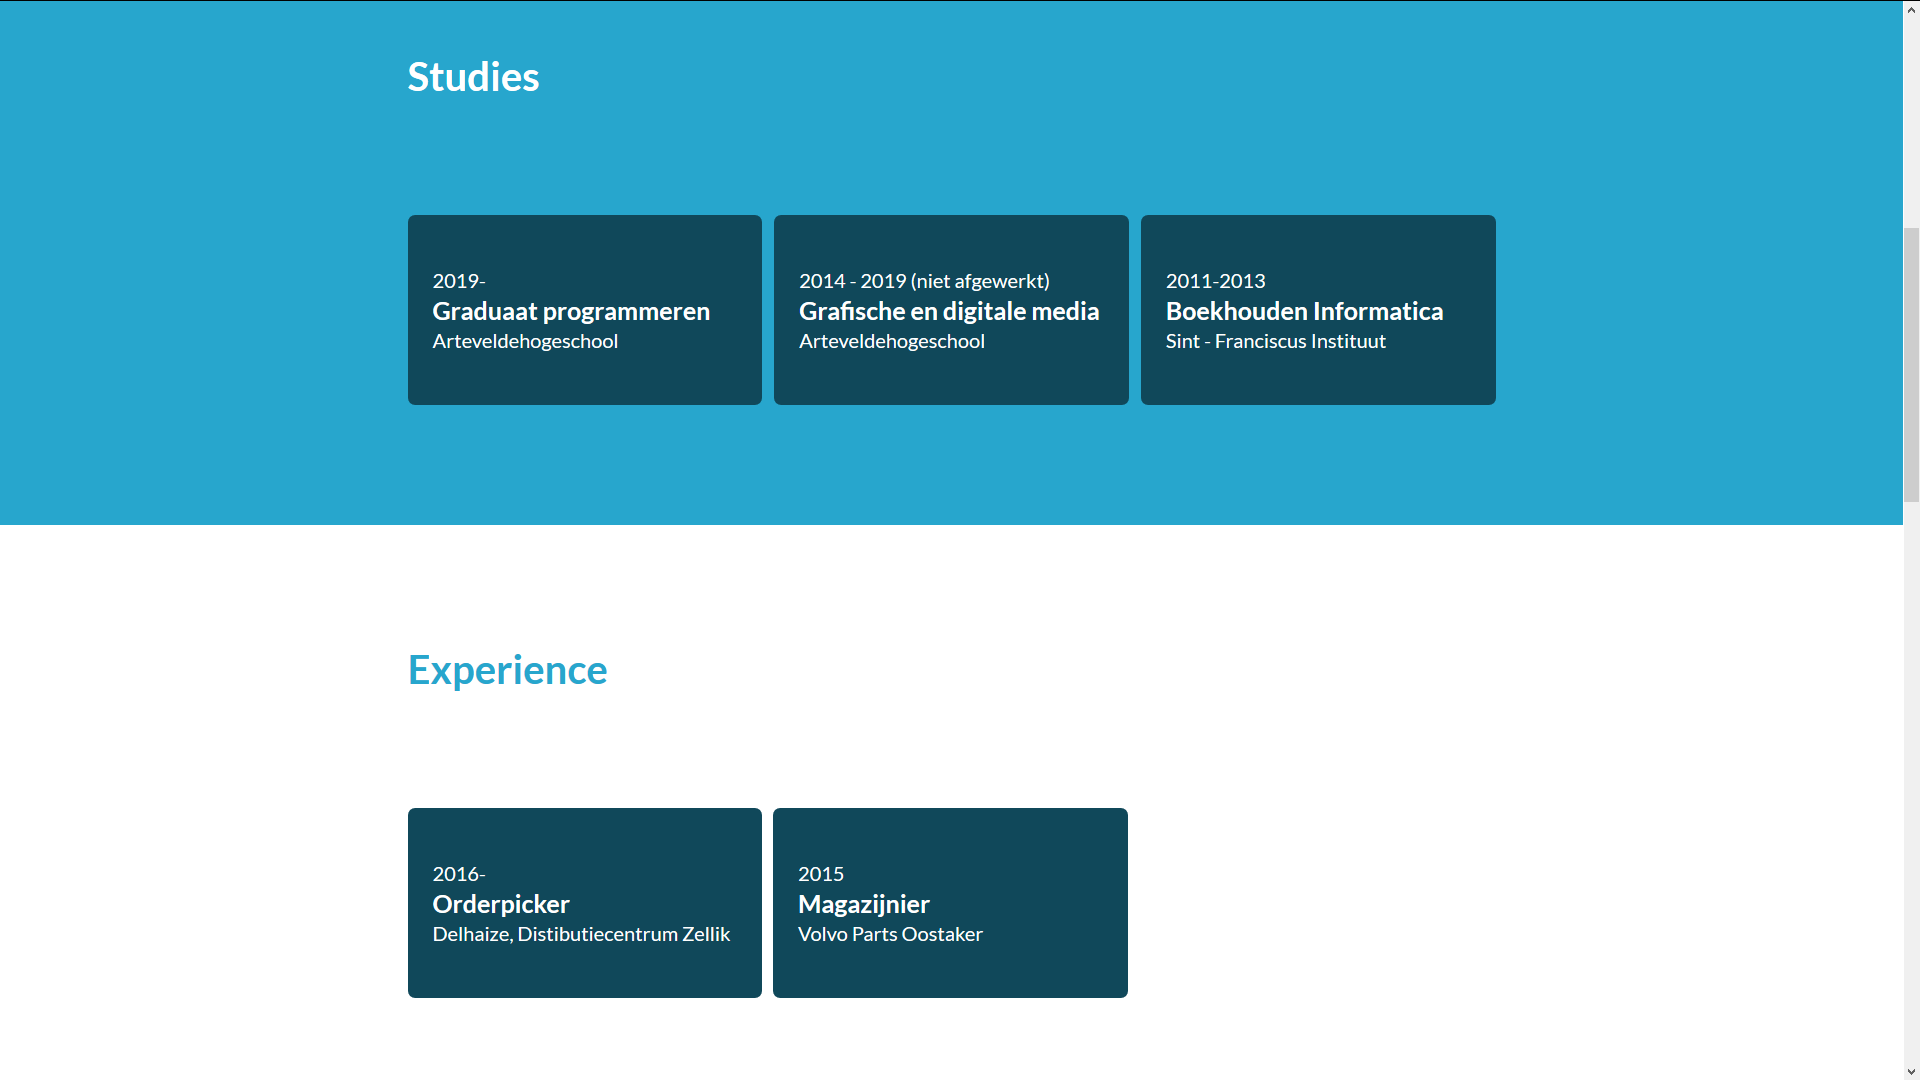 Studies
2019-
Graduaat programmeren
Arteveldehogeschool
2014 - 2019 (niet afgewerkt)
Grafische en digitale media
Arteveldehogeschool
2011-2013
Boekhouden Informatica
Sint - Franciscus Instituut
Experience
2016-
Orderpicker
Delhaize, Distibutiecentrum Zellik
2015
Magazijnier
Volvo Parts Oostaker